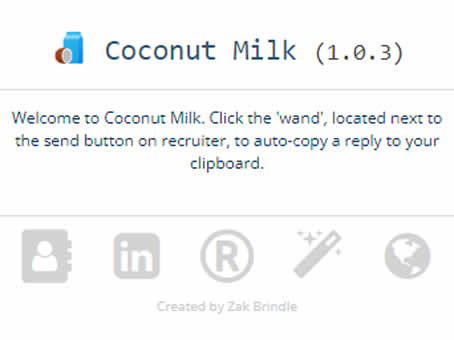 Coconut Milk (1.0.3)
Welcome to Coconut Milk. Click the 'wand', located next to
the send button on recruiter, to auto-copy a reply to your
clipboard.
in R
Created by Zak Brindle